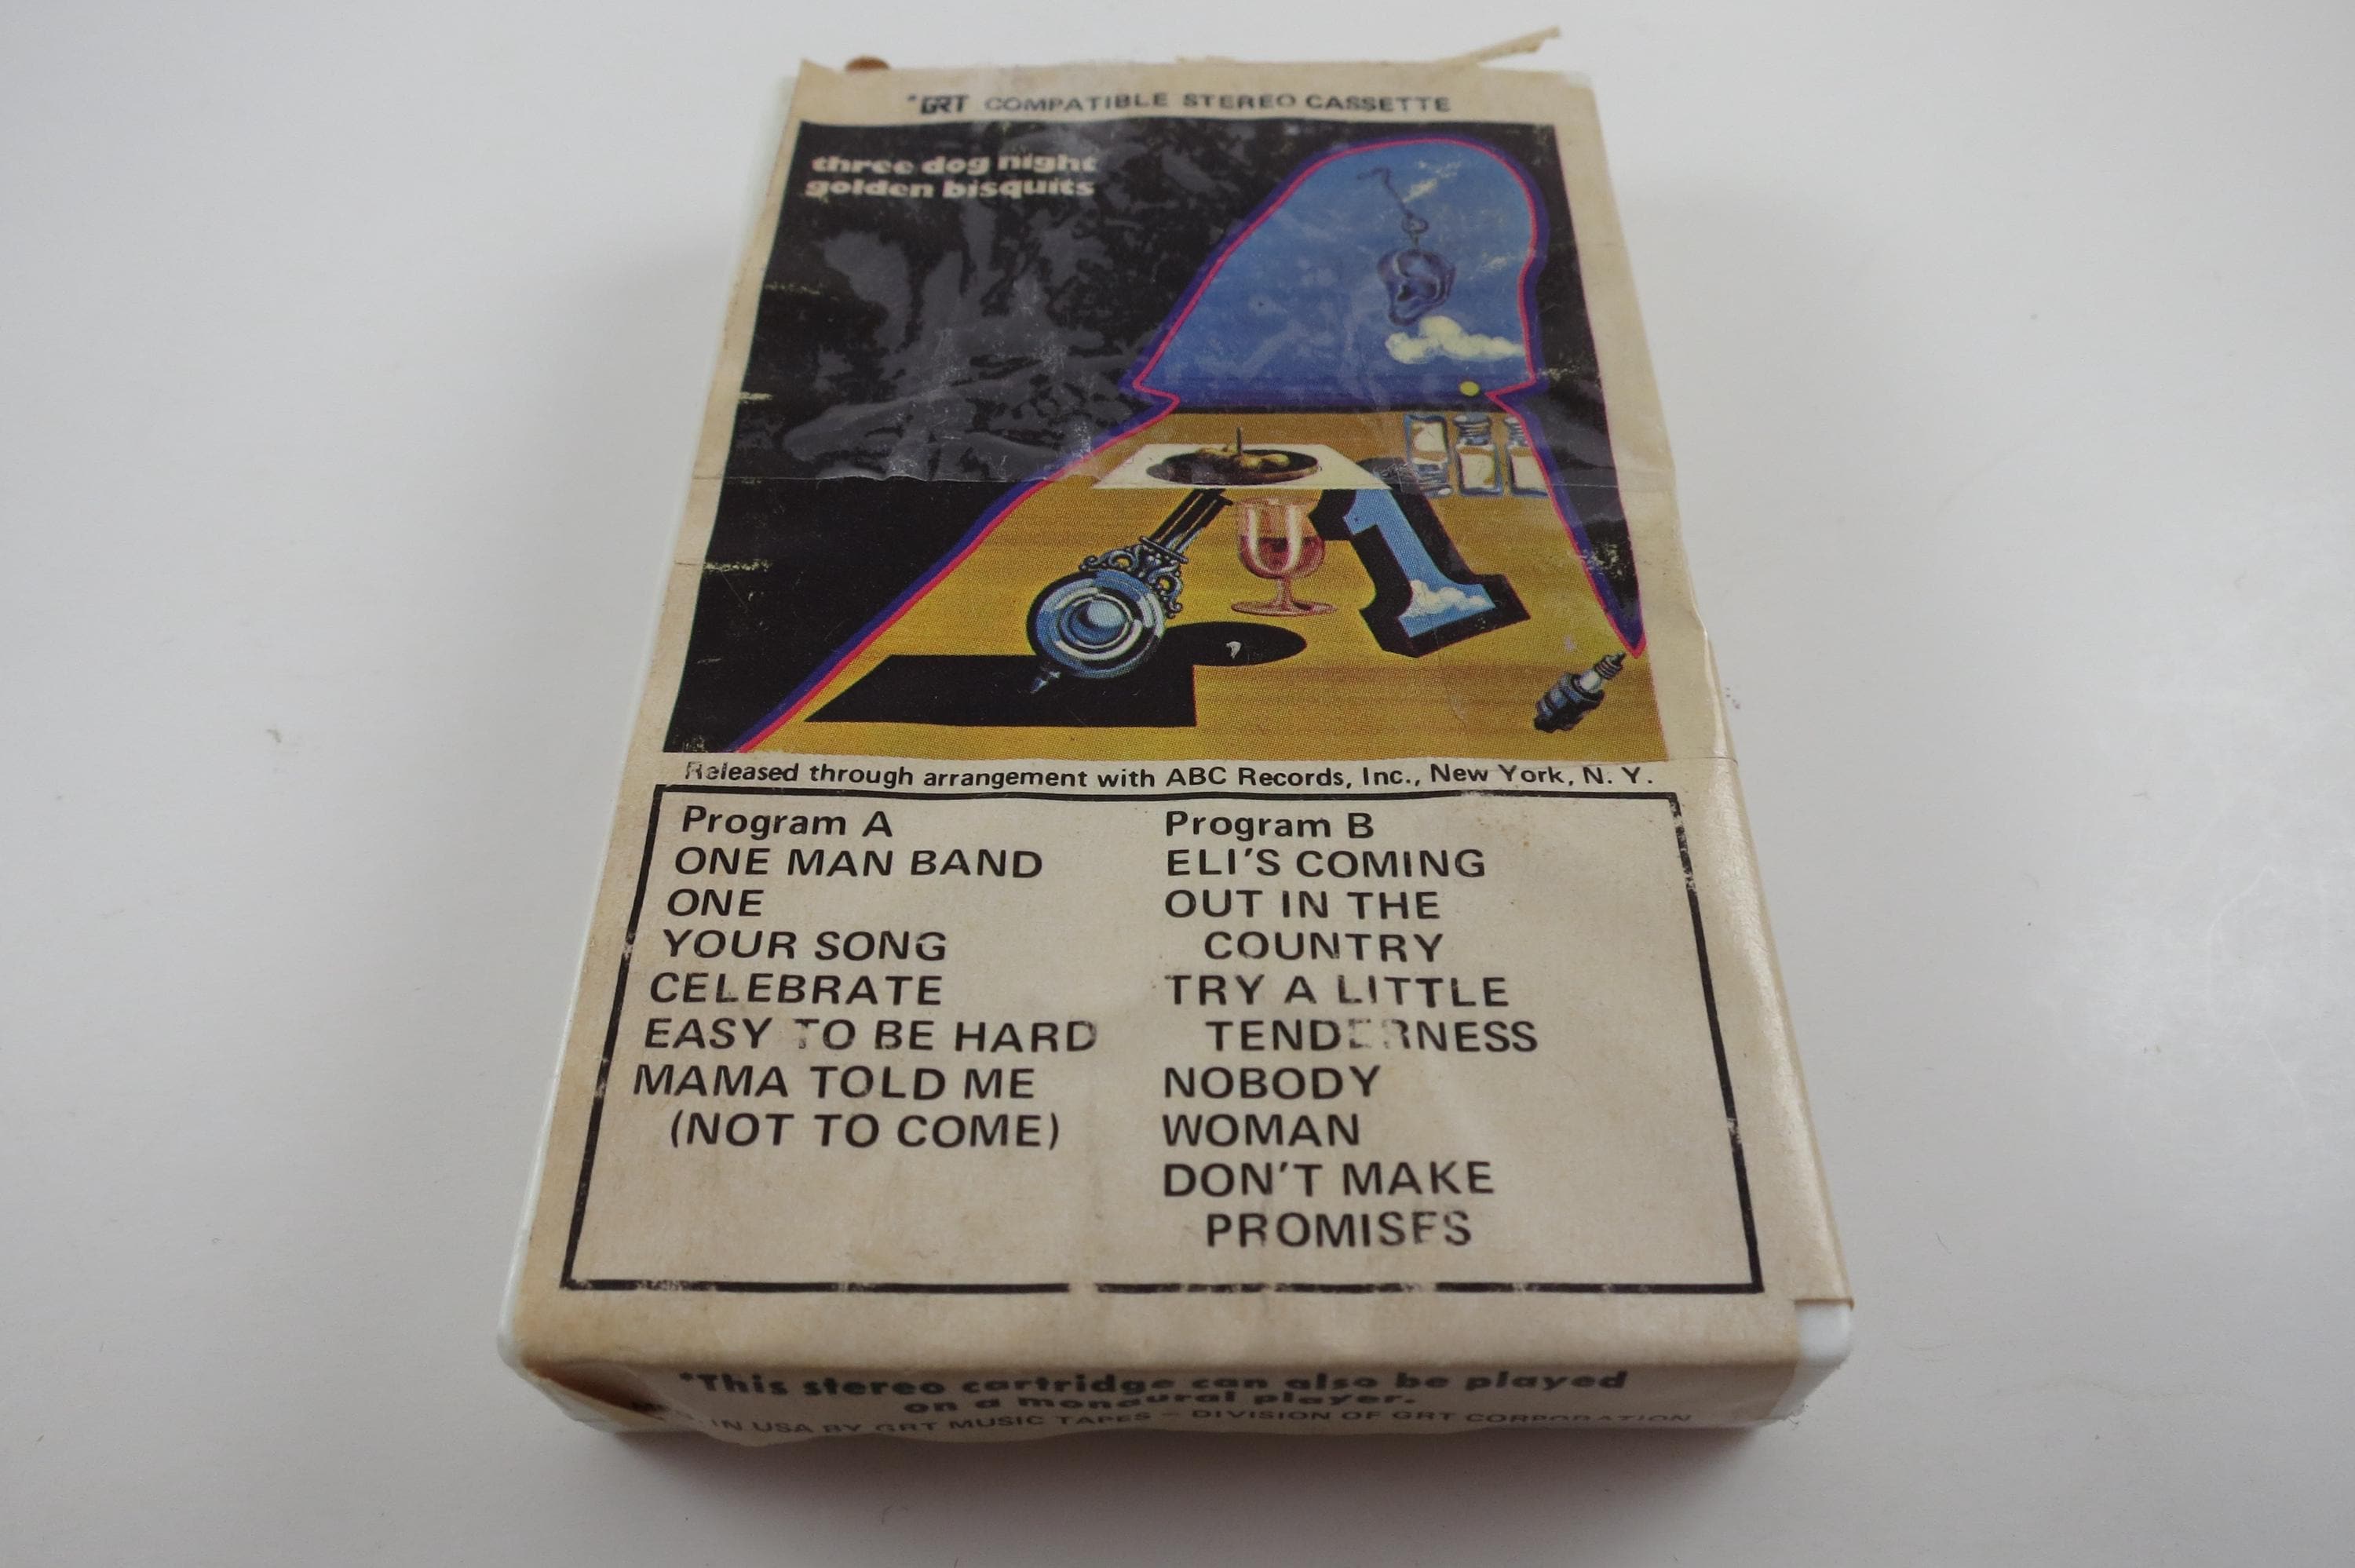 *GRT COMPATIBLE STEREO CASSETTE
three dog night
golden bisquits
1
Released through arrangement with ABC Records, Inc., New York, N. Y.
Program A
ONE MAN BAND
ONE
YOUR SONG
CELEBRATE
EASY TO BE HARD
MAMA TOLD ME
(NOT TO COME)
Program B
ELI'S COMING
OUT IN THE
COUNTRY
TRY A LITTLE
TENDERNESS
NOBODY
WOMAN
DON'T MAKE
PROMISES
*This stereo cartridge can also be played
on a monaural player.
IN USA BY GRT MUSIC TAPES – DIVISION OF GRT CORPORATION